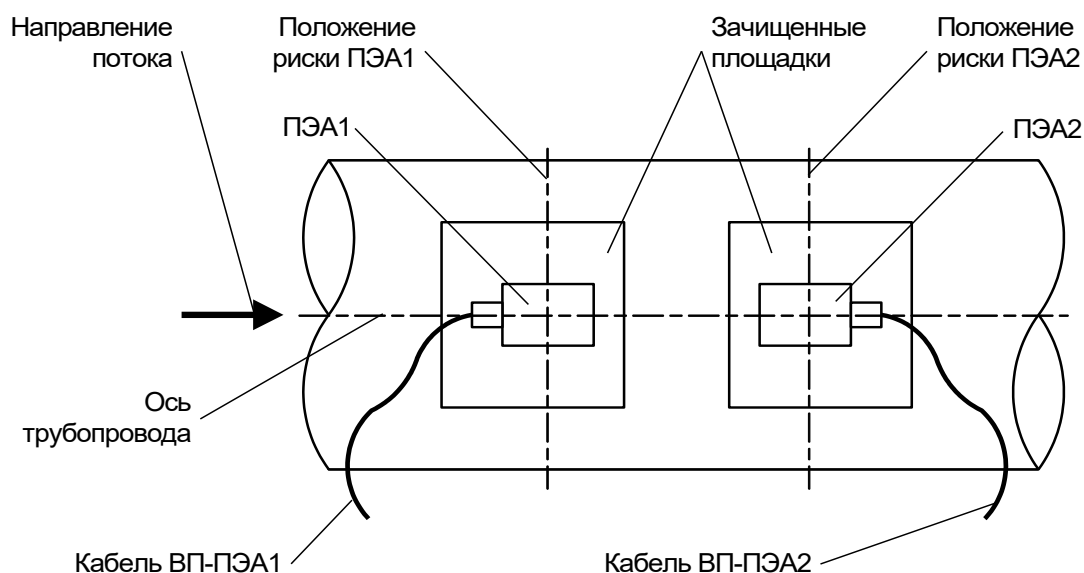 Направление
потока
Положение
риски ПЭА1
Зачищенные
площадки
Положение
риски ПЭА2
ПЭА1
ПЭА2
Ось
трубопровода
Кабель ВП-ПЭА1
Кабель ВП-ПЭА2